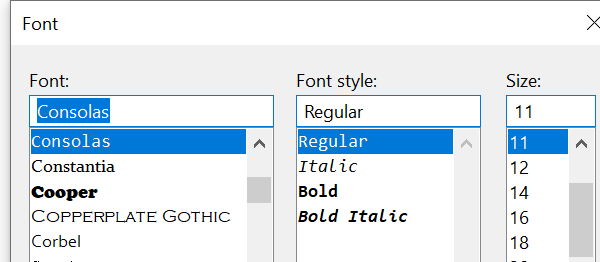 Font
Font: Font style: Size:
Consolas Regular 11
Consolas Regular 11
Constantia Italic 12
Cooper Bold 14
COPPERPLATE GOTHIC Bold Italic 16
Corbel 18